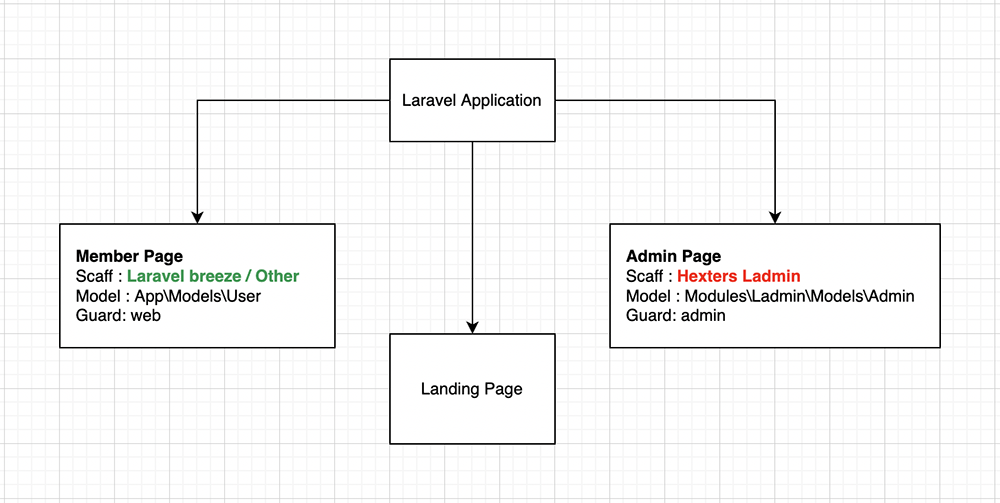 Laravel Application
Member Page
Scaff : Laravel breeze / Other
Model : App\Models\User
Guard: web
Admin Page
Scaff : Hexters Ladmin
Model : Modules\Ladmin\Models\Admin
Guard: admin
Landing Page